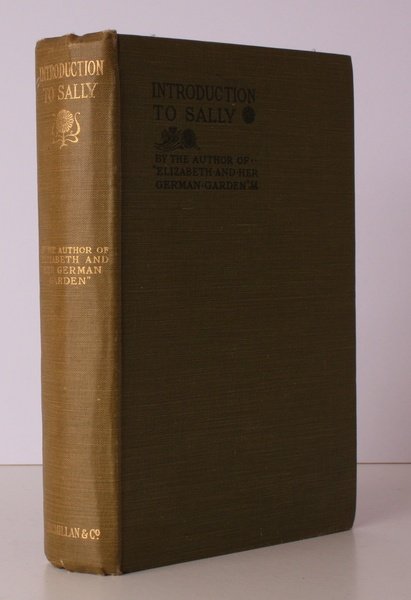 INTRODUCTION
TO SALLY
BY THE AUTHOR OF
ELIZABETH AND
HER GERMAN
GARDEN"
MACMILLAN & Cº
INTRODUCTION
TO SALLY
BY THE AUTHOR OF
"ELIZABETH AND HER
GERMAN GARDEN"